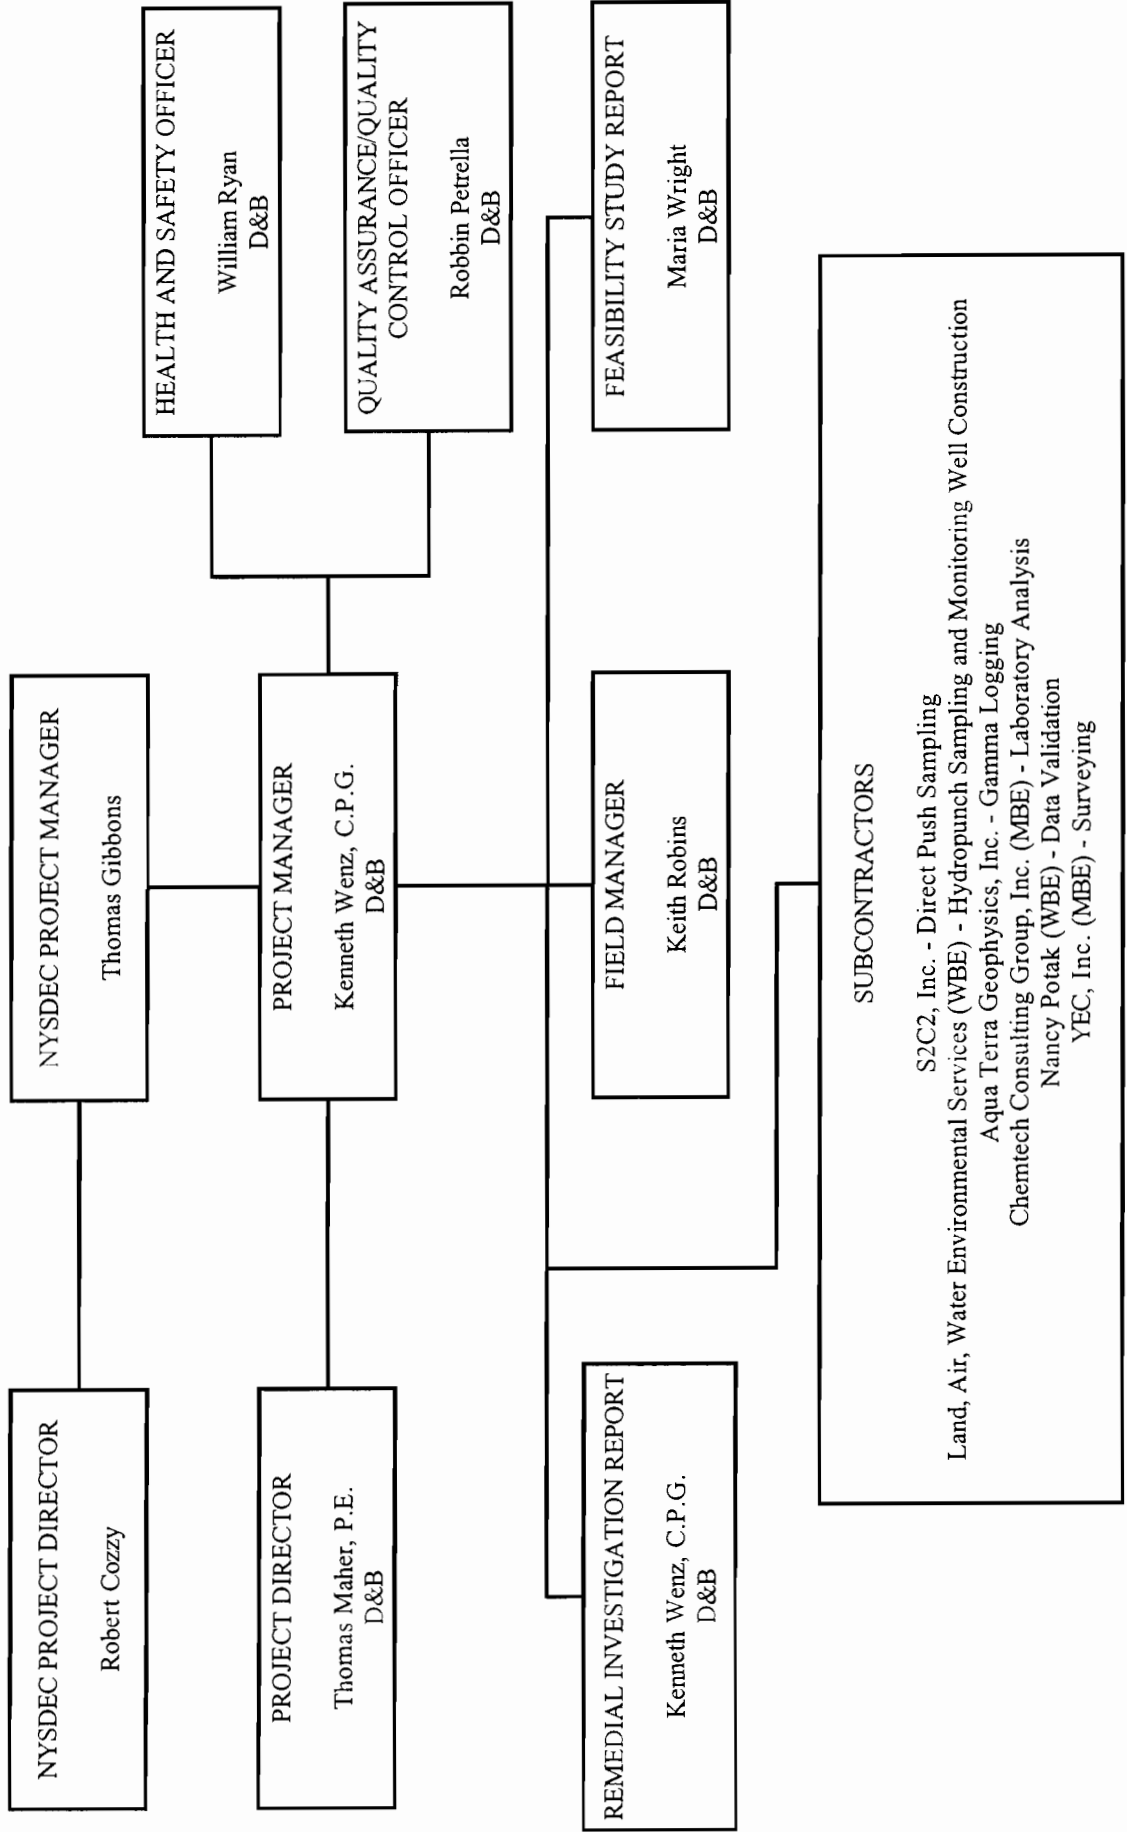 NYSDEC PROJECT DIRECTOR
Robert Cozzy
NYSDEC PROJECT MANAGER
Thomas Gibbons
HEALTH AND SAFETY OFFICER
William Ryan
D&B
PROJECT DIRECTOR
Thomas Maher, P.E.
D&B
PROJECT MANAGER
Kenneth Wenz, C.P.G.
D&B
QUALITY ASSURANCE/QUALITY
CONTROL OFFICER
Robbin Petrella
D&B
REMEDIAL INVESTIGATION REPORT
Kenneth Wenz, C.P.G.
D&B
FIELD MANAGER
Keith Robins
D&B
FEASIBILITY STUDY REPORT
Maria Wright
D&B
SUBCONTRACTORS
S2C2, Inc. - Direct Push Sampling
Land, Air, Water Environmental Services (WBE) - Hydropunch Sampling and Monitoring Well Construction
Aqua Terra Geophysics, Inc. - Gamma Logging
Chemtech Consulting Group, Inc. (MBE) - Laboratory Analysis
Nancy Potak (WBE) - Data Validation
YEC, Inc. (MBE) - Surveying